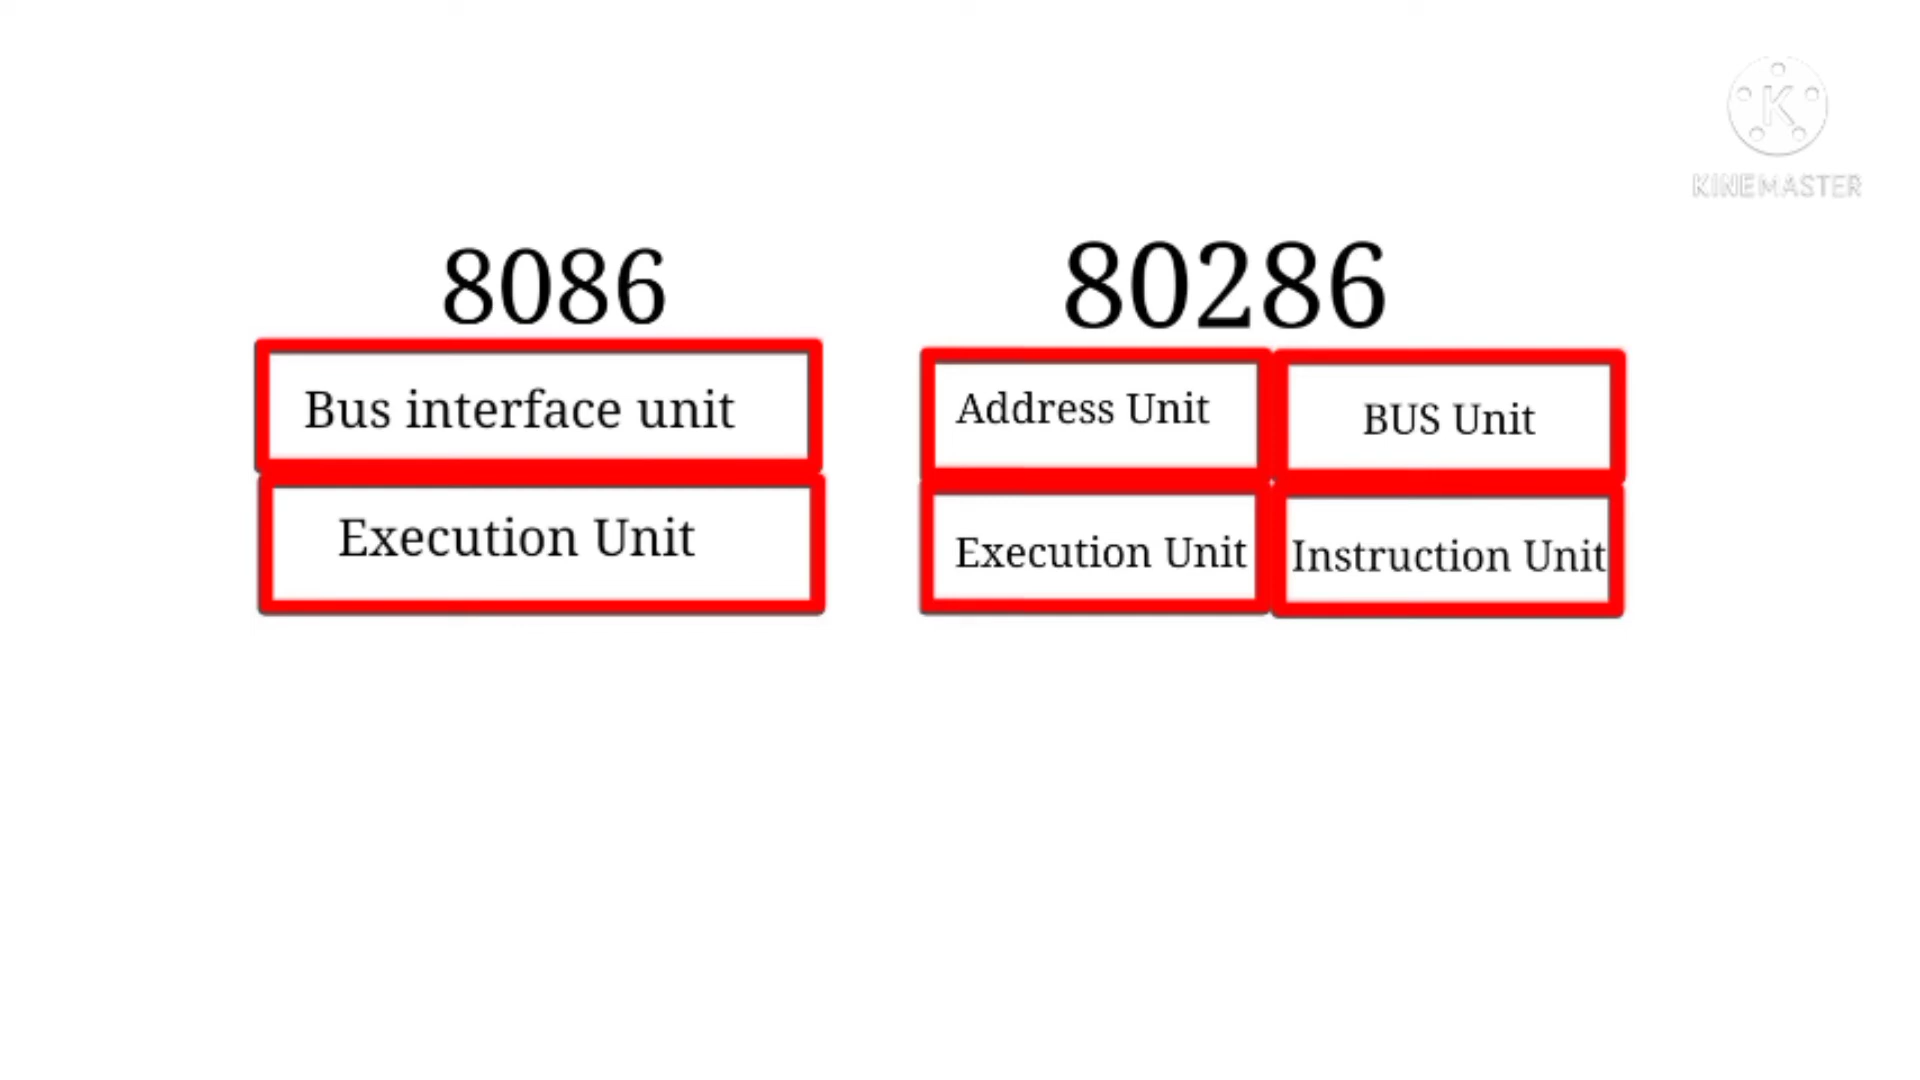 KINEMASTER
8086
Bus interface unit
Execution Unit
80286
Address Unit
BUS Unit
Execution Unit
Instruction Unit